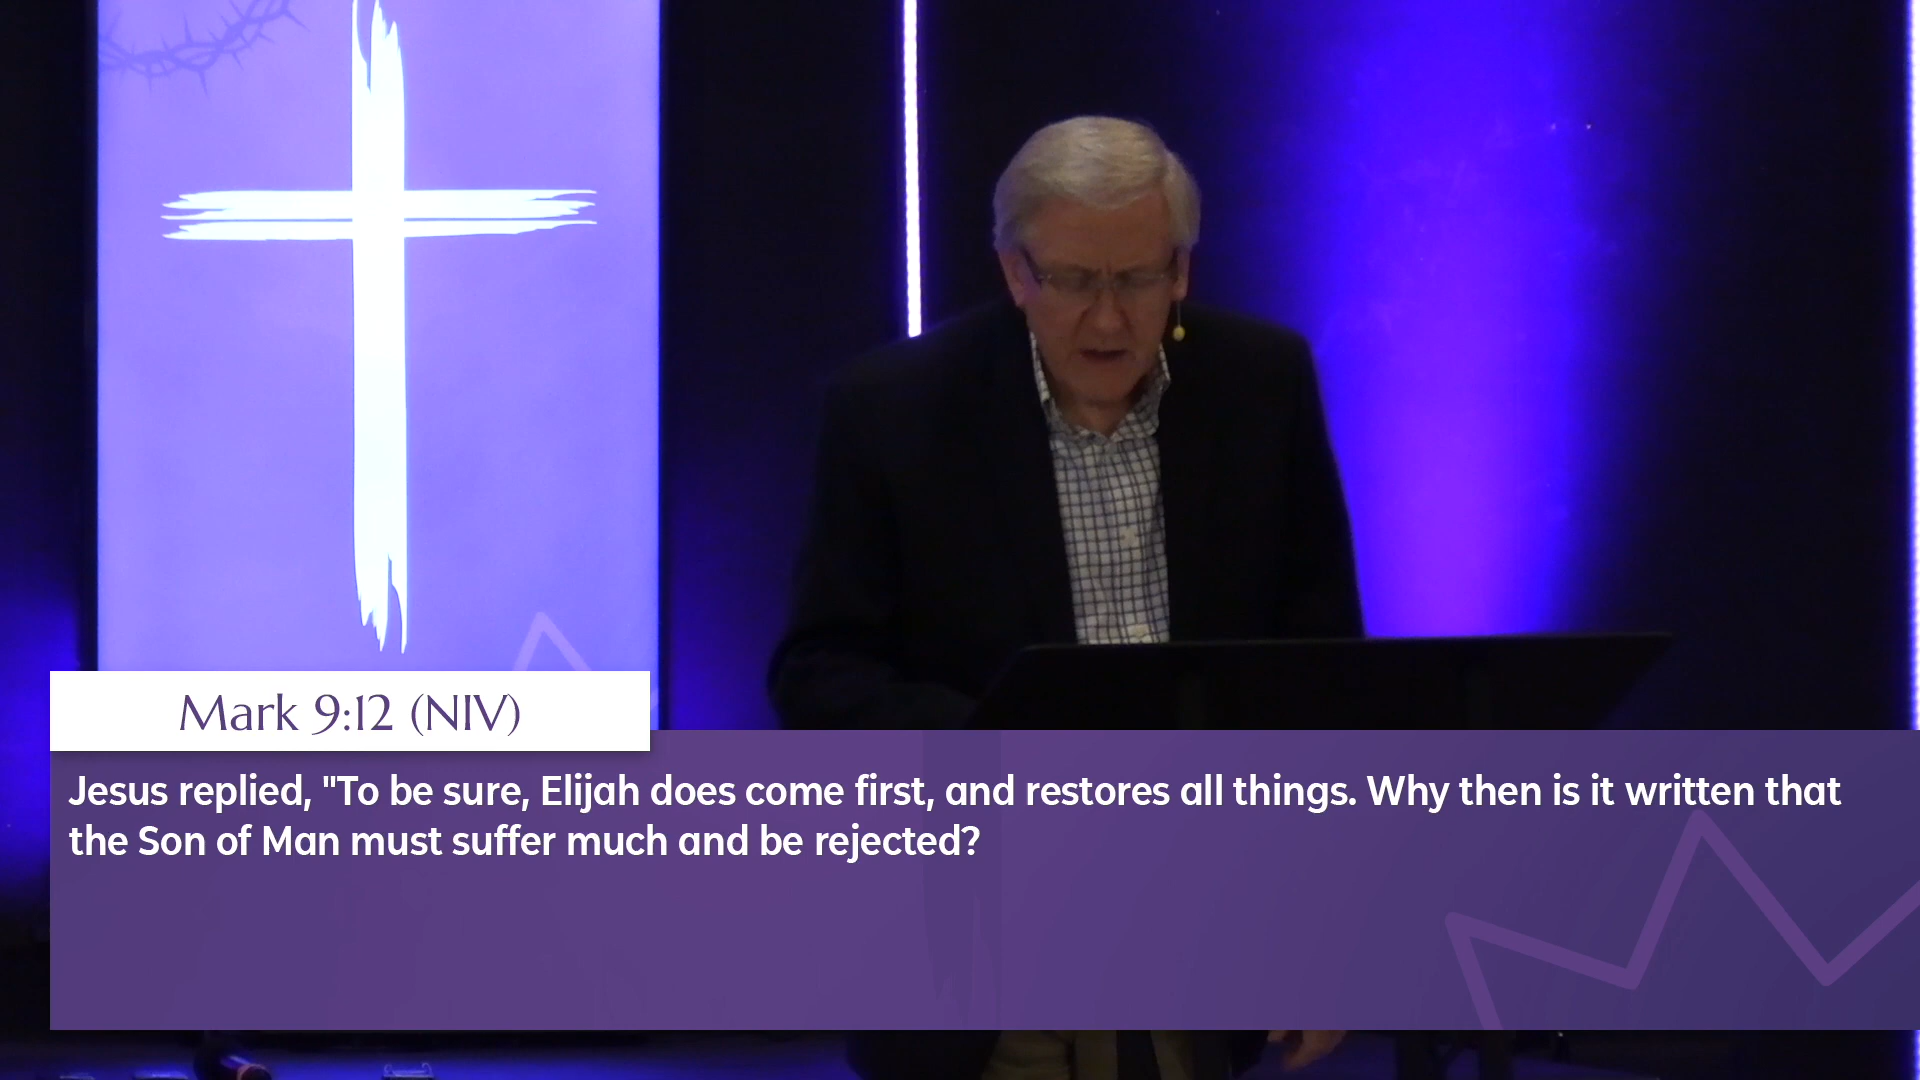 Mark 9:12 (NIV)
Jesus replied, "To be sure, Elijah does come first, and restores all things. Why then is it written that
the Son of Man must suffer much and be rejected?